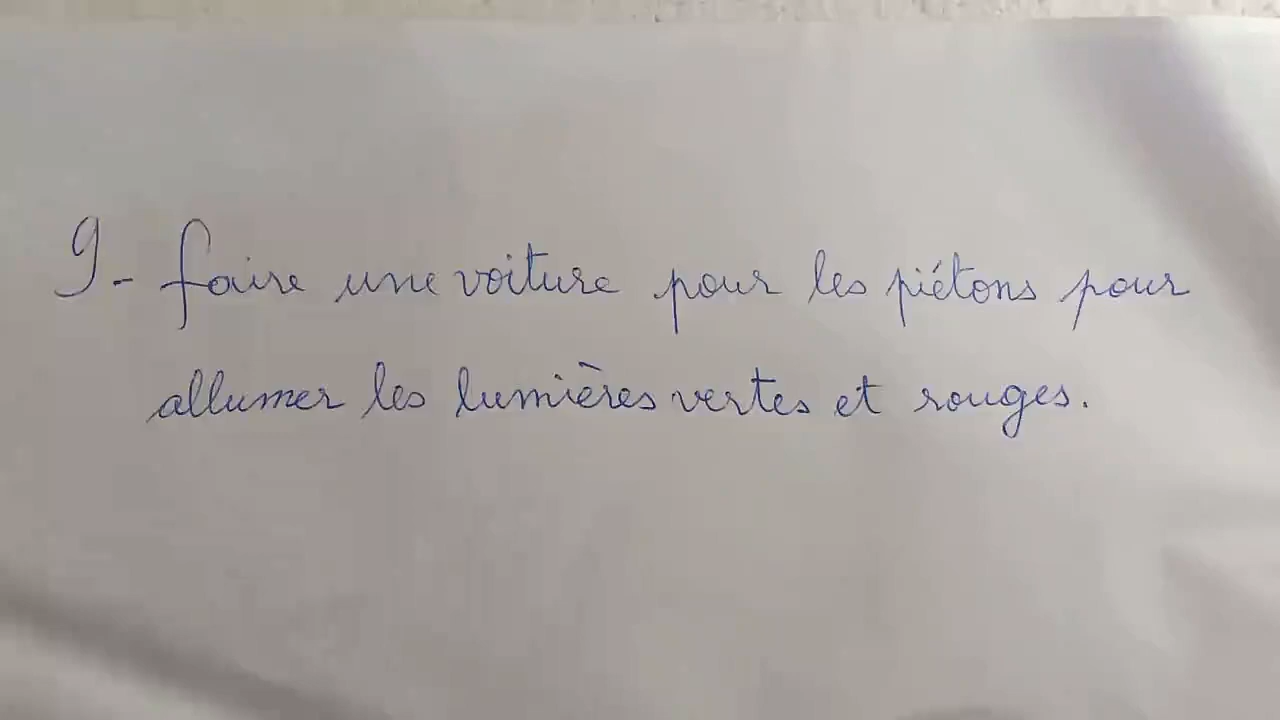 9- faire une voiture pour les piétons pour
allumer les lumières vertes et rouges.